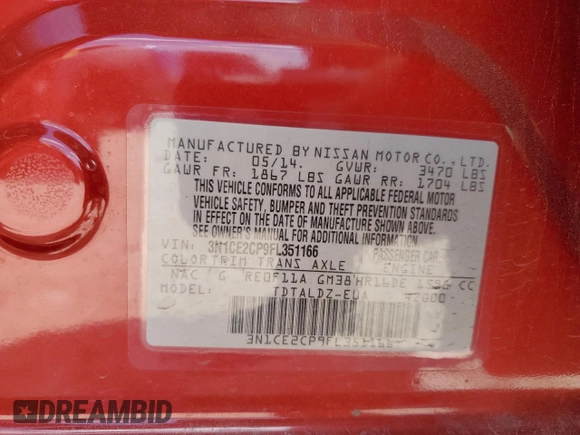 MANUFACTURED BY NISSAN MOTOR CO., LTD.
DATE: 05/14. GVWR: 3470 LBS
GAWR FR: 1867 LBS GAWR RR: 1704 LBS
THIS VEHICLE CONFORMS TO ALL APPLICABLE FEDERAL MOTOR
VEHICLE SAFETY, BUMPER AND THEFT PREVENTION STANDARDS
IN EFFECT ON THE DATE OF MANUFACTURE SHOWN ABOVE.
SEE OWNER'S MANUAL FOR ADDITIONAL INFORMATION
VIN: 3N1CE2CP9FL351166 PASSENGER CAR
COLOR TRIM TRANS AXLE ENGINE
NAC G RE0F11A GM38 HR16DE 1598 CC
MODEL: TDTALDZ-EUA
3N1CE2CP9FL351166
DREAMBID